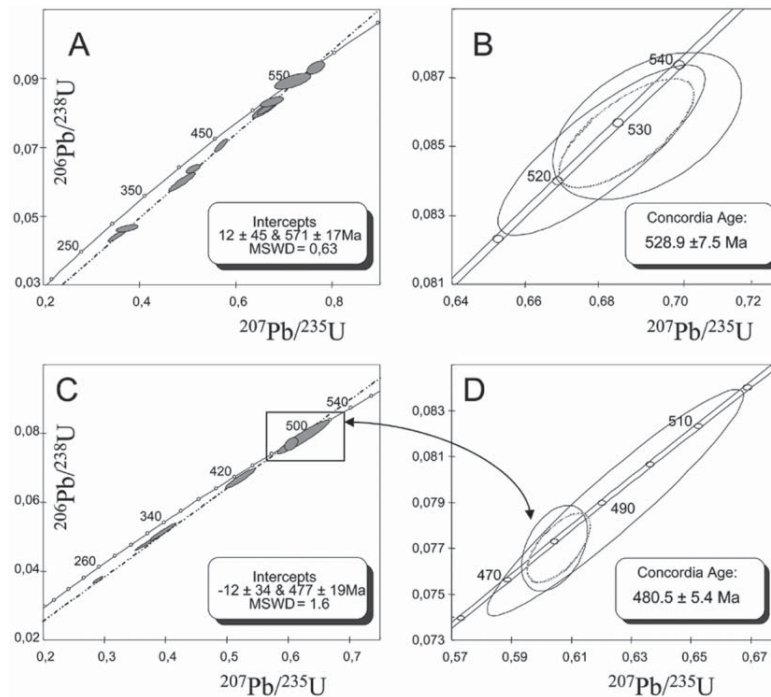 A
²⁰⁶Pb/²³⁸U
0,09
0,07
0,05
0,03
250
350
450
550
Intercepts
12 ± 45 & 571 ± 17Ma
MSWD = 0,63
0,2
0,4
0,6
0,8
²⁰⁷Pb/²³⁵U
B
0,087
0,085
0,083
0,081
540
530
520
Concordia Age:
528.9 ±7.5 Ma
0,64
0,66
0,68
0,70
0,72
²⁰⁷Pb/²³⁵U
C
²⁰⁶Pb/²³⁸U
0,10
0,08
0,06
0,04
0,02
260
340
420
500
540
Intercepts
-12 ± 34 & 477 ± 19Ma
MSWD = 1.6
0,2
0,3
0,4
0,5
0,6
0,7
²⁰⁷Pb/²³⁵U
D
0,083
0,081
0,079
0,077
0,075
0,073
510
490
470
Concordia Age:
480.5 ± 5.4 Ma
0,57
0,59
0,61
0,63
0,65
0,67
²⁰⁷Pb/²³⁵U